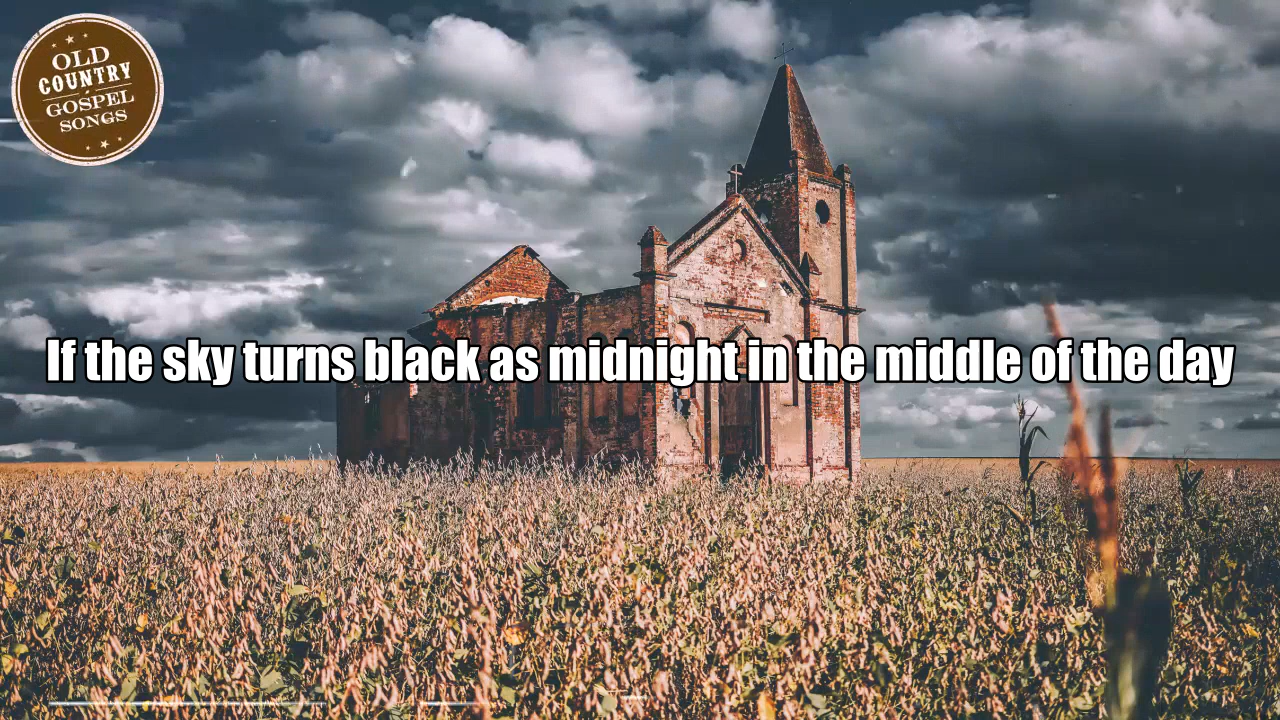 OLD
COUNTRY
GOSPEL
SONGS
If the sky turns black as midnight in the middle of the day